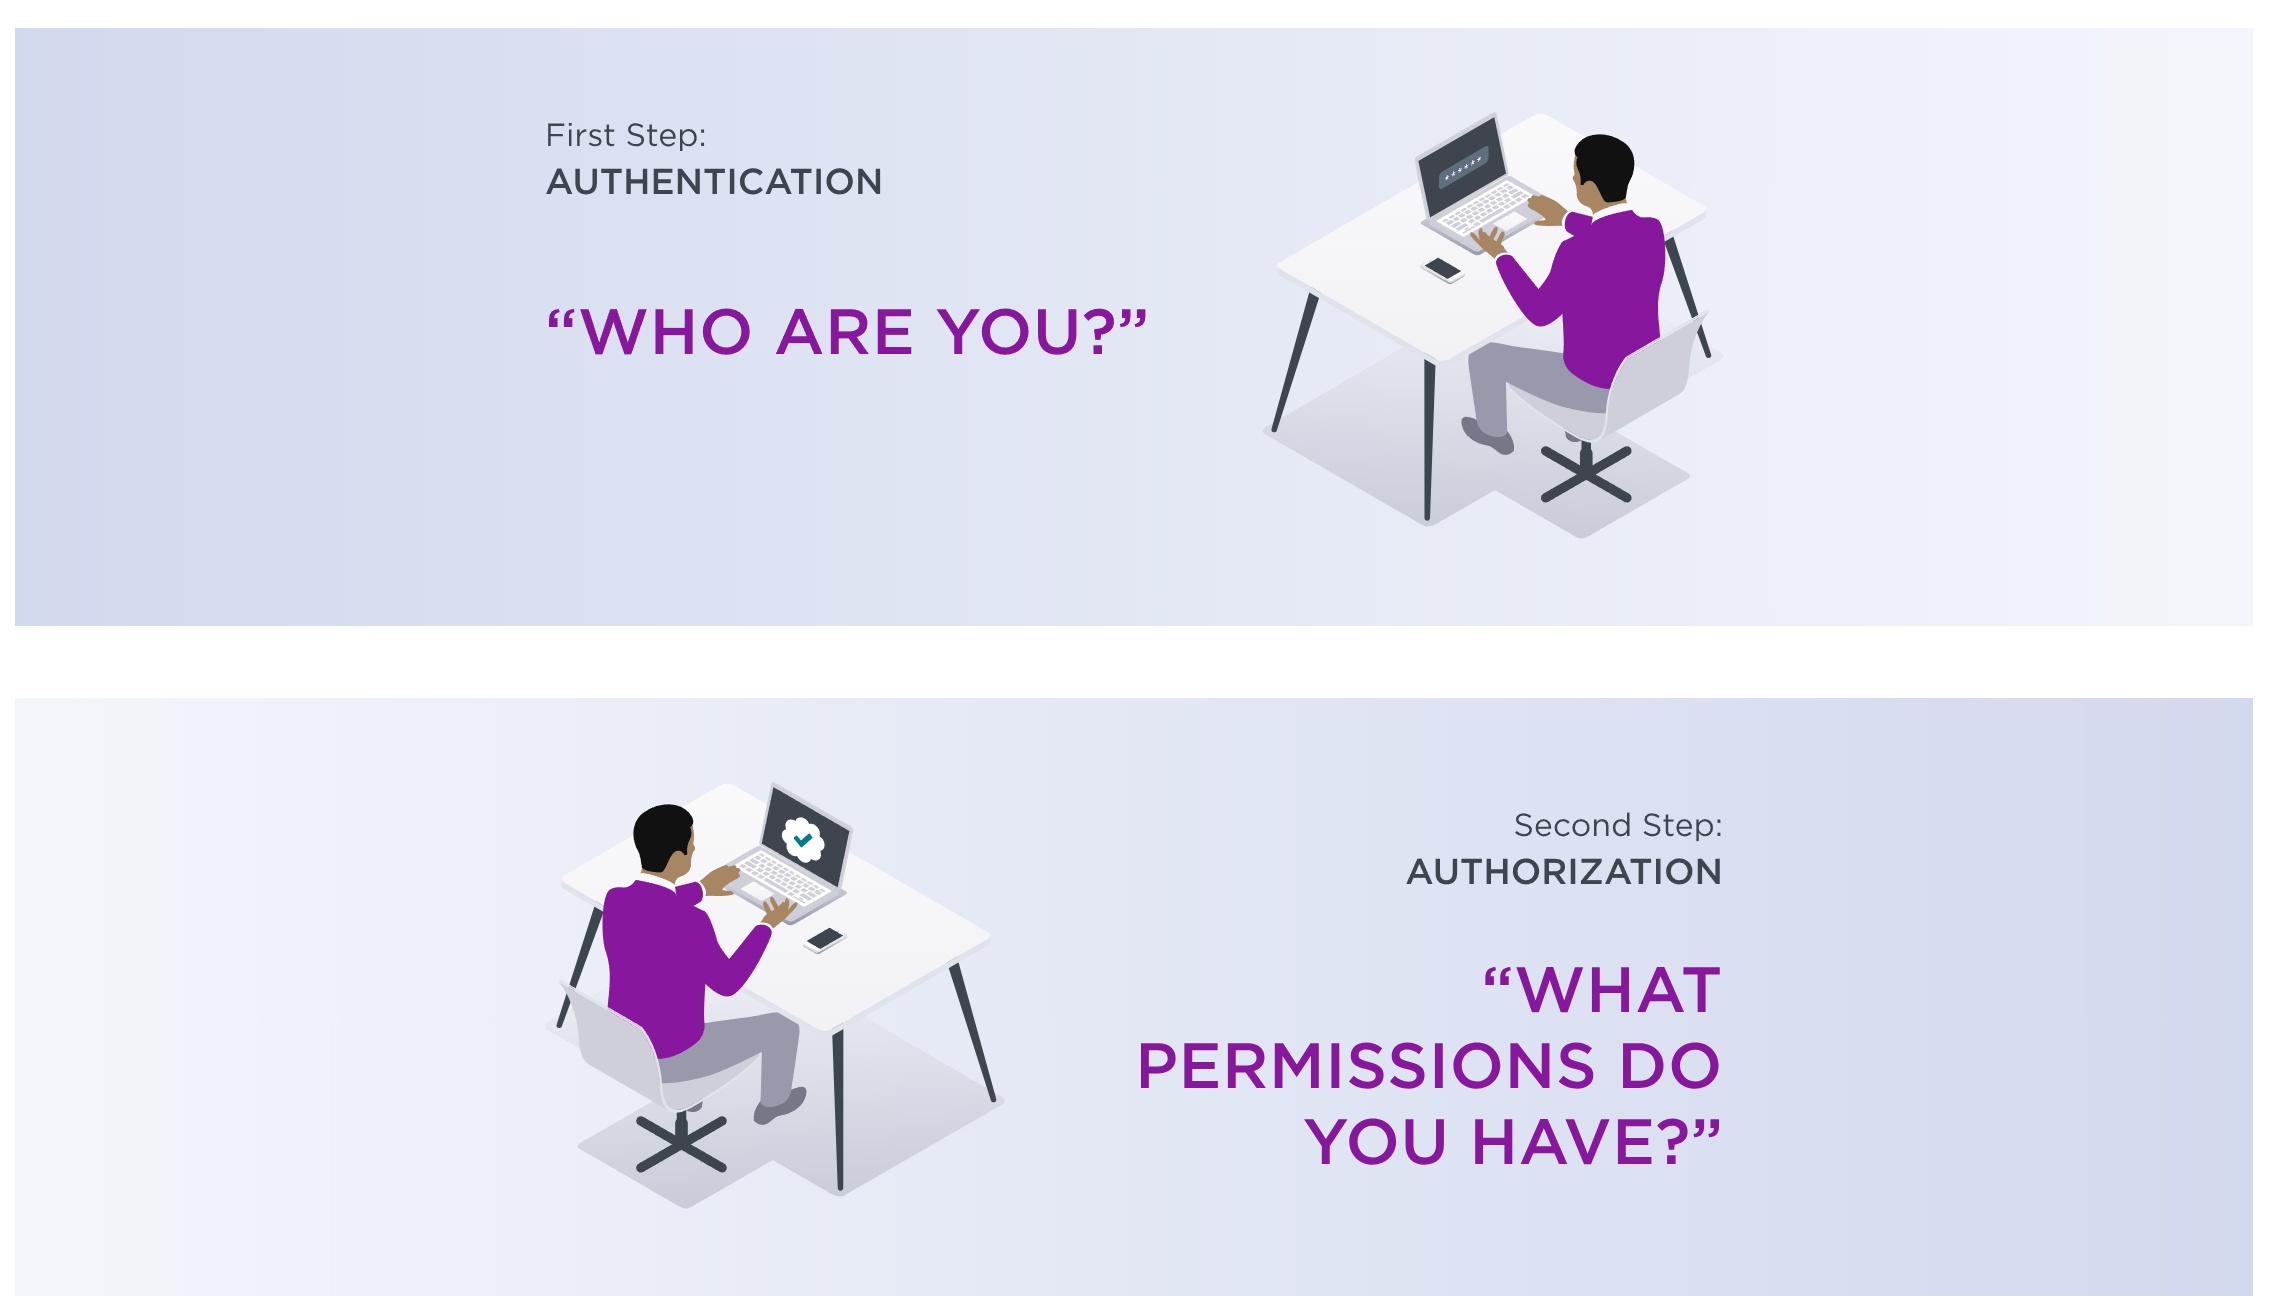 First Step:
AUTHENTICATION
“WHO ARE YOU?”
******
Second Step:
AUTHORIZATION
“WHAT
PERMISSIONS DO
YOU HAVE?”